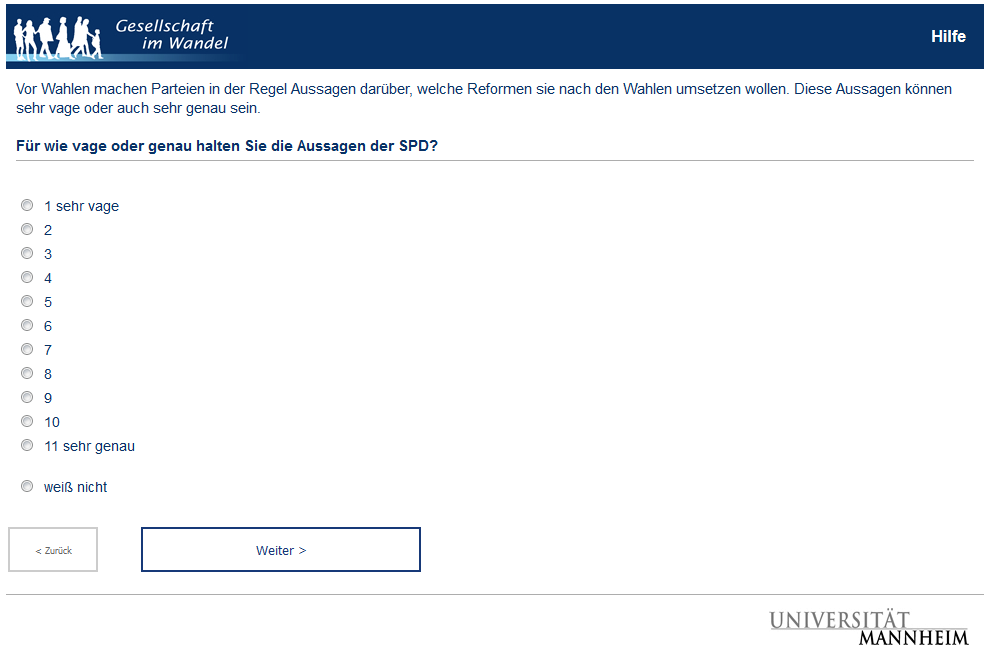 Gesellschaft
im Wandel
Hilfe
Vor Wahlen machen Parteien in der Regel Aussagen darüber, welche Reformen sie nach den Wahlen umsetzen wollen. Diese Aussagen können
sehr vage oder auch sehr genau sein.
Für wie vage oder genau halten Sie die Aussagen der SPD?
1 sehr vage
2
3
4
5
6
7
8
9
10
11 sehr genau
weiß nicht
< Zurück
Weiter >
UNIVERSITÄT
MANNHEIM